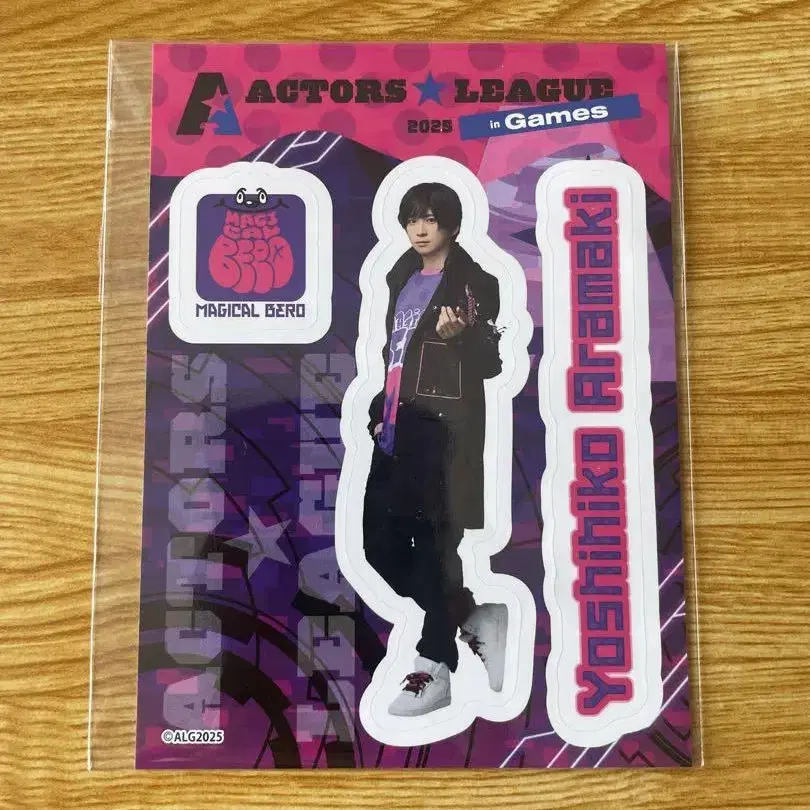 A ACTORS★LEAGUE
2025 in Games
MAGI
CAL
BERO
MAGICAL BERO
Yoshihiko Aramaki
ACTORS★
LEAGUE
©ALG2025